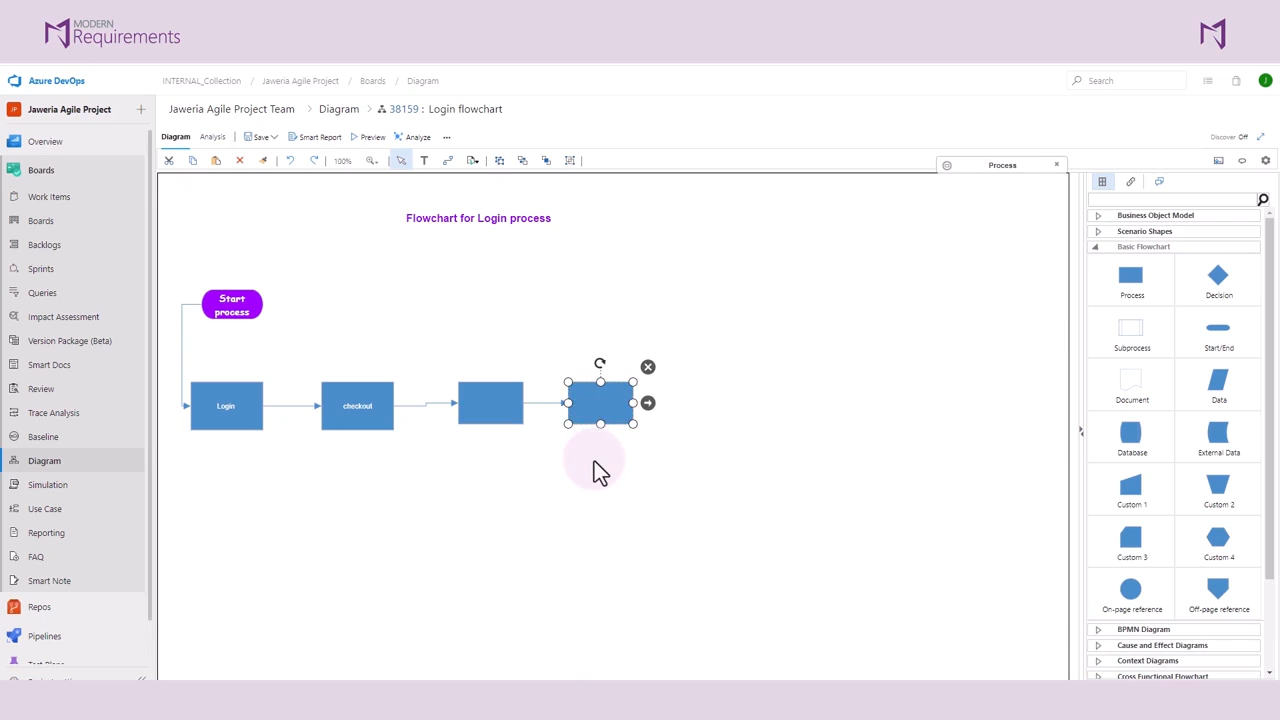 MODERN
Requirements
Azure DevOps
INTERNAL_Collection / Jaweria Agile Project / Boards / Diagram
Search
J
JP Jaweria Agile Project
Jaweria Agile Project Team > Diagram > 38159 : Login flowchart
Diagram Analysis Save Smart Report Preview Analyze ...
Discover Off
100%
T
Process
Overview
Boards
Work Items
Boards
Backlogs
Sprints
Queries
Impact Assessment
Version Package (Beta)
Smart Docs
Review
Trace Analysis
Baseline
Diagram
Simulation
Use Case
Reporting
FAQ
Smart Note
Repos
Pipelines
Flowchart for Login process
Start
process
Login
checkout
Business Object Model
Scenario Shapes
Basic Flowchart
Process Decision
Subprocess Start/End
Document Data
Database External Data
Custom 1 Custom 2
Custom 3 Custom 4
On-page reference Off-page reference
BPMN Diagram
Cause and Effect Diagrams
Context Diagrams
Cross Functional Flowchart